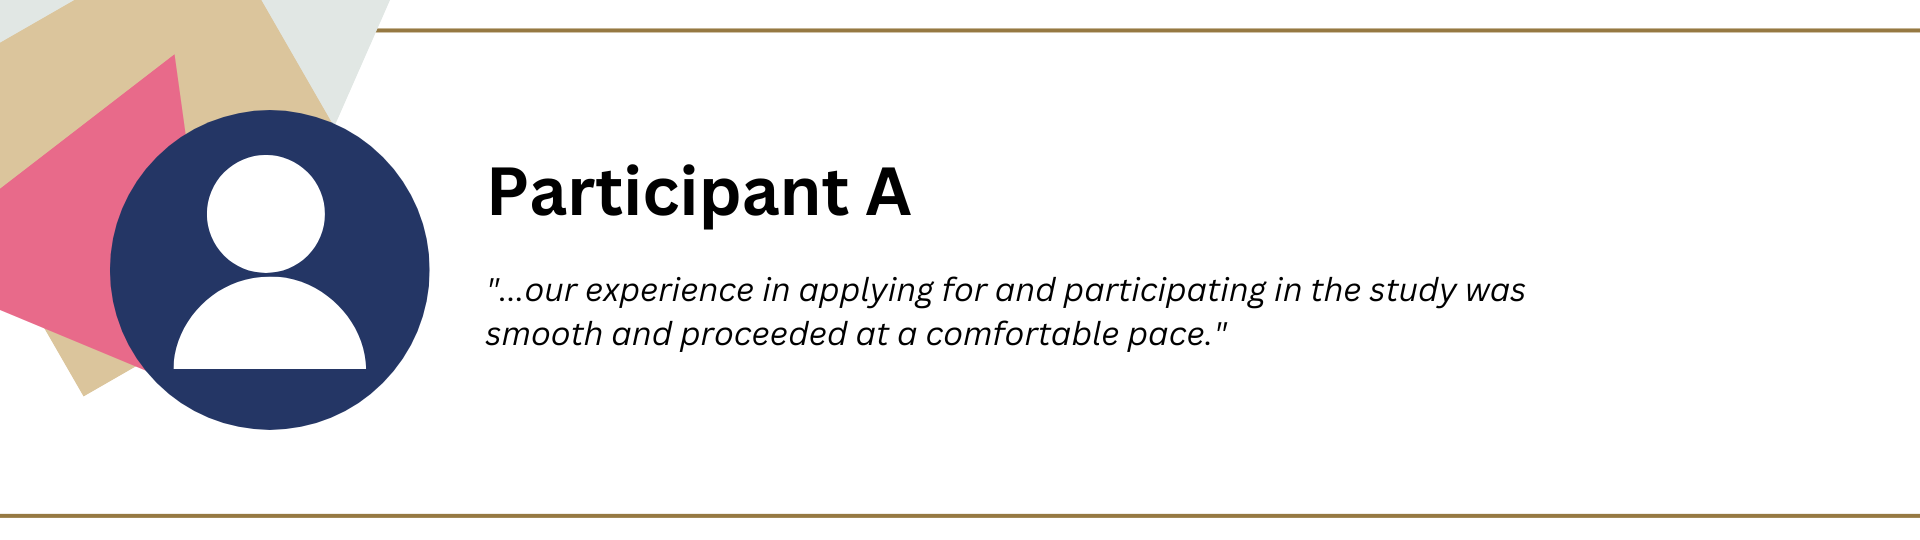 Participant A
"...our experience in applying for and participating in the study was
smooth and proceeded at a comfortable pace."